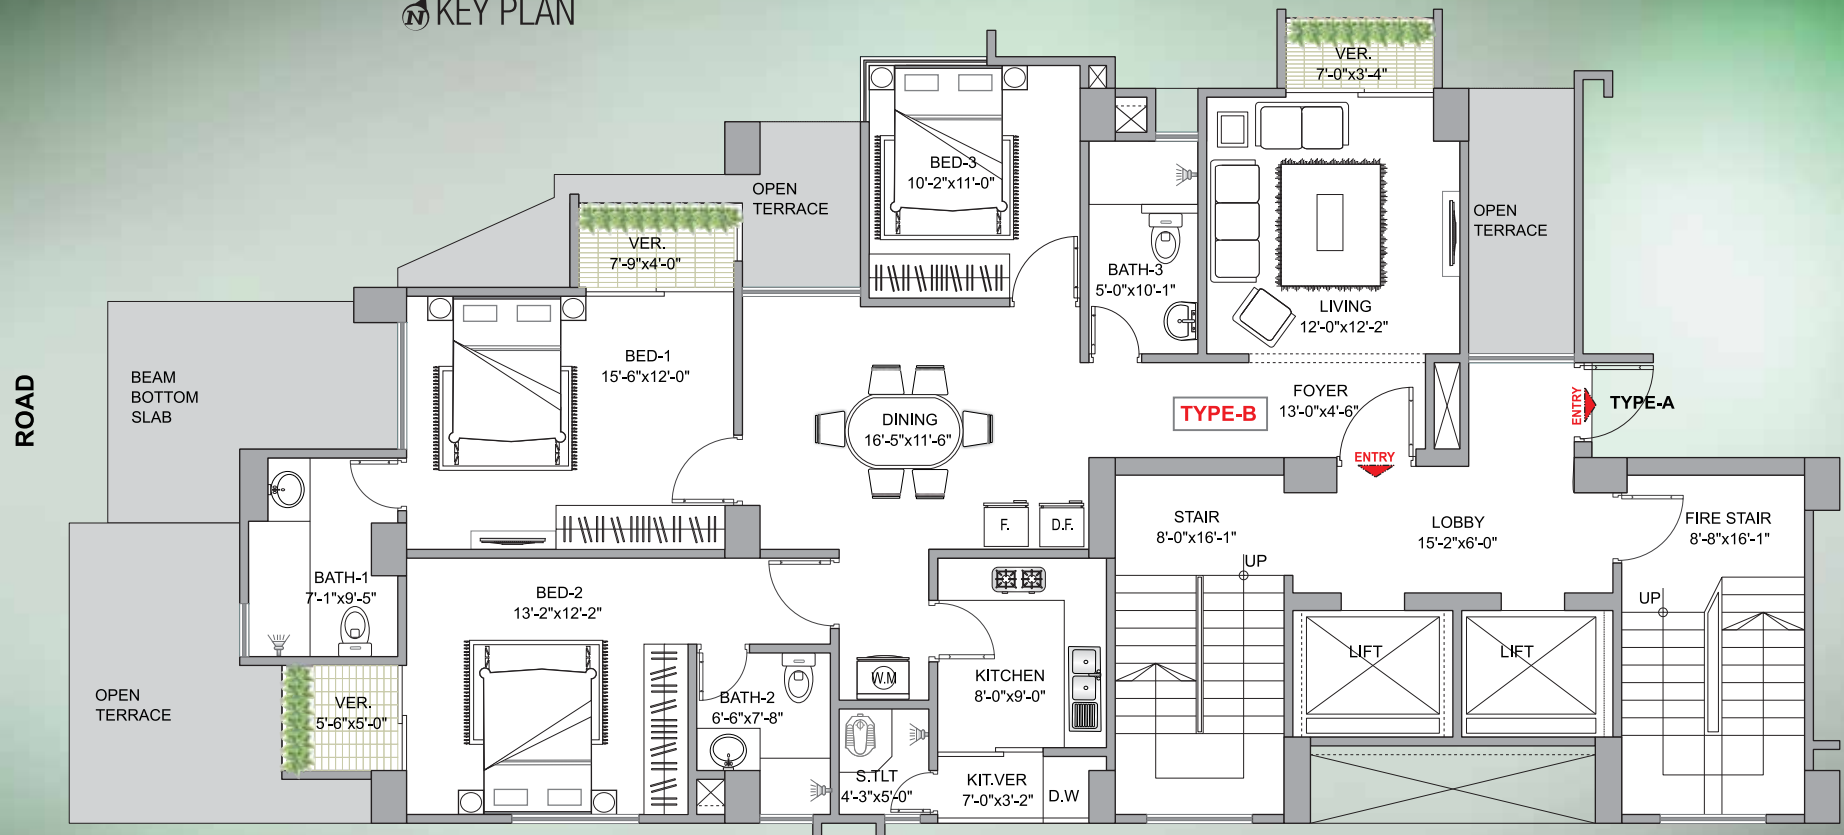 N KEY PLAN
VER.
7'-0"x3'-4"
BED-3
10'-2"x11'-0"
OPEN
TERRACE
OPEN
TERRACE
VER.
7'-9"x4'-0"
BATH-3
5'-0"x10'-1"
LIVING
12'-0"x12'-2"
BED-1
15'-6"x12'-0"
ROAD
BEAM
BOTTOM
SLAB
DINING
16'-5"x11'-6"
TYPE-B
FOYER
13'-0"x4'-6"
ENTRY
ENTRY
TYPE-A
F.
D.F.
STAIR
8'-0"x16'-1"
LOBBY
15'-2"x6'-0"
FIRE STAIR
8'-8"x16'-1"
UP
UP
BATH-1
7'-1"x9'-5"
BED-2
13'-2"x12'-2"
LIFT
LIFT
W.M
KITCHEN
8'-0"x9'-0"
OPEN
TERRACE
VER.
5'-6"x5'-0"
BATH-2
6'-6"x7'-8"
S.TLT
4'-3"x5'-0"
KIT.VER
7'-0"x3'-2"
D.W